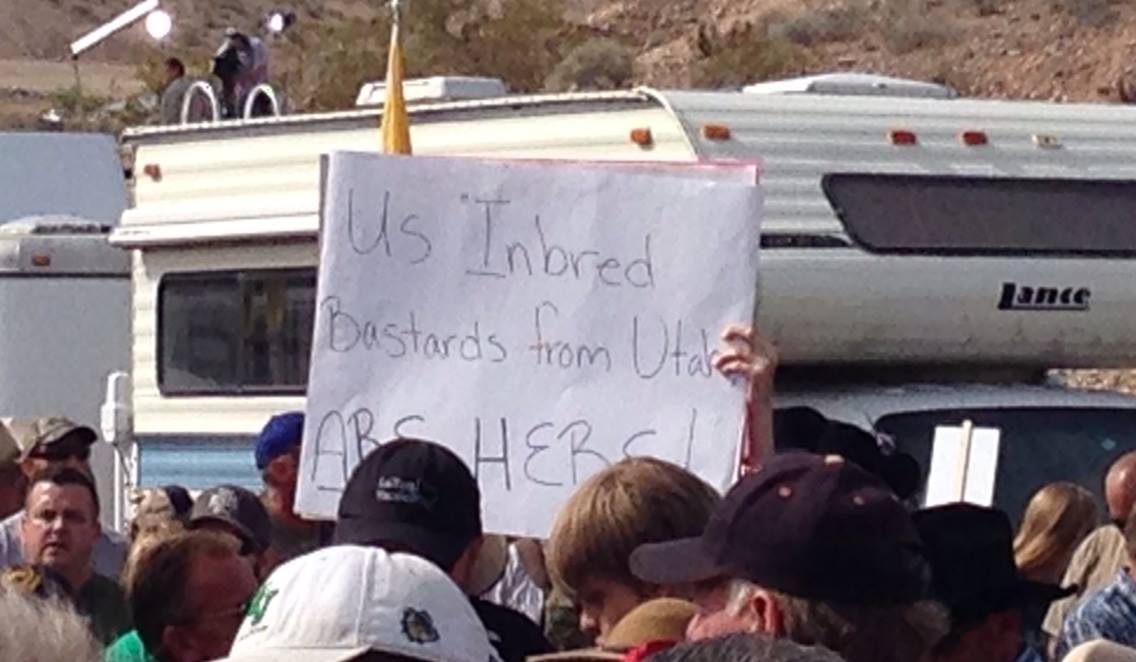 Us Inbred
Bastards from Utah
ARE HERE!
Lance